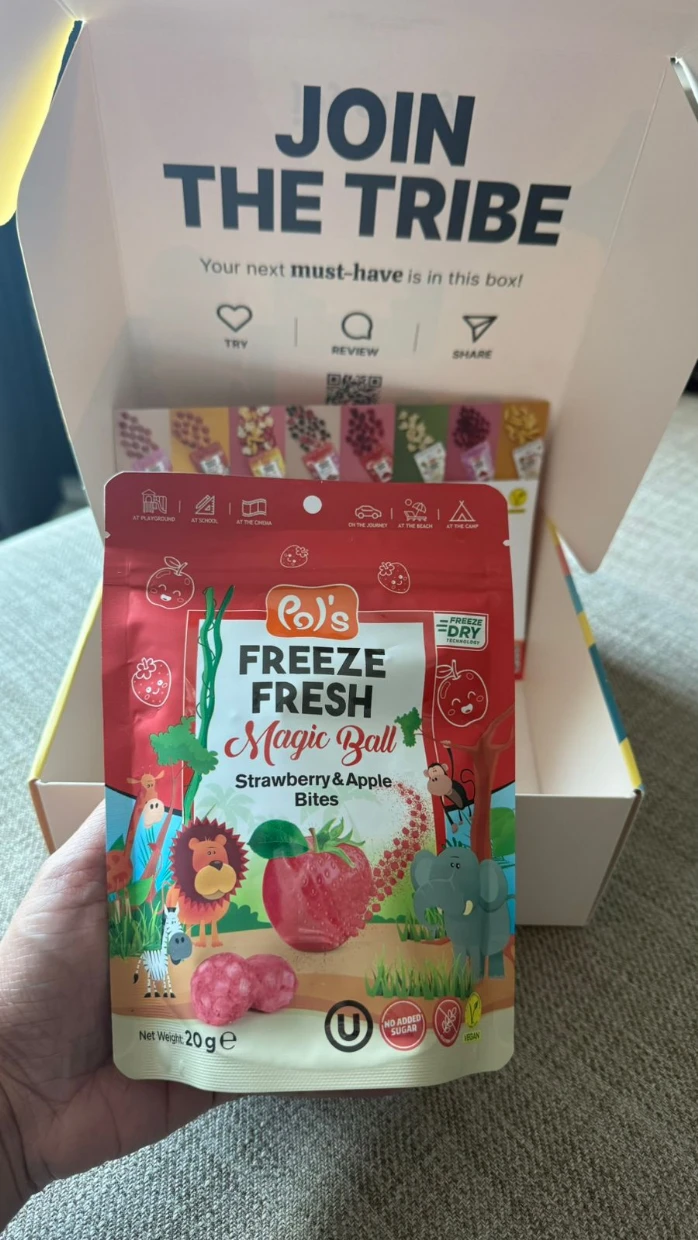 JOIN
THE TRIBE
Your next must-have is in this box!
TRY
REVIEW
SHARE
AT PLAYGROUND
AT SCHOOL
AT THE CINEMA
ON THE JOURNEY
AT THE BEACH
AT THE CAMP
Pol's
FREEZE
DRY
TECHNOLOGY
FREEZE
FRESH
Magic Ball
Strawberry & Apple
Bites
Net Weight: 20 g e
U
NO ADDED
SUGAR
V
VEGAN